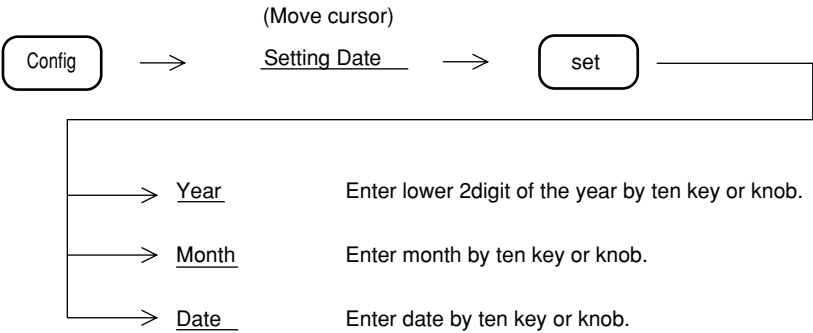 (Move cursor)
Config Setting Date set
Year Enter lower 2digit of the year by ten key or knob.
Month Enter month by ten key or knob.
Date Enter date by ten key or knob.